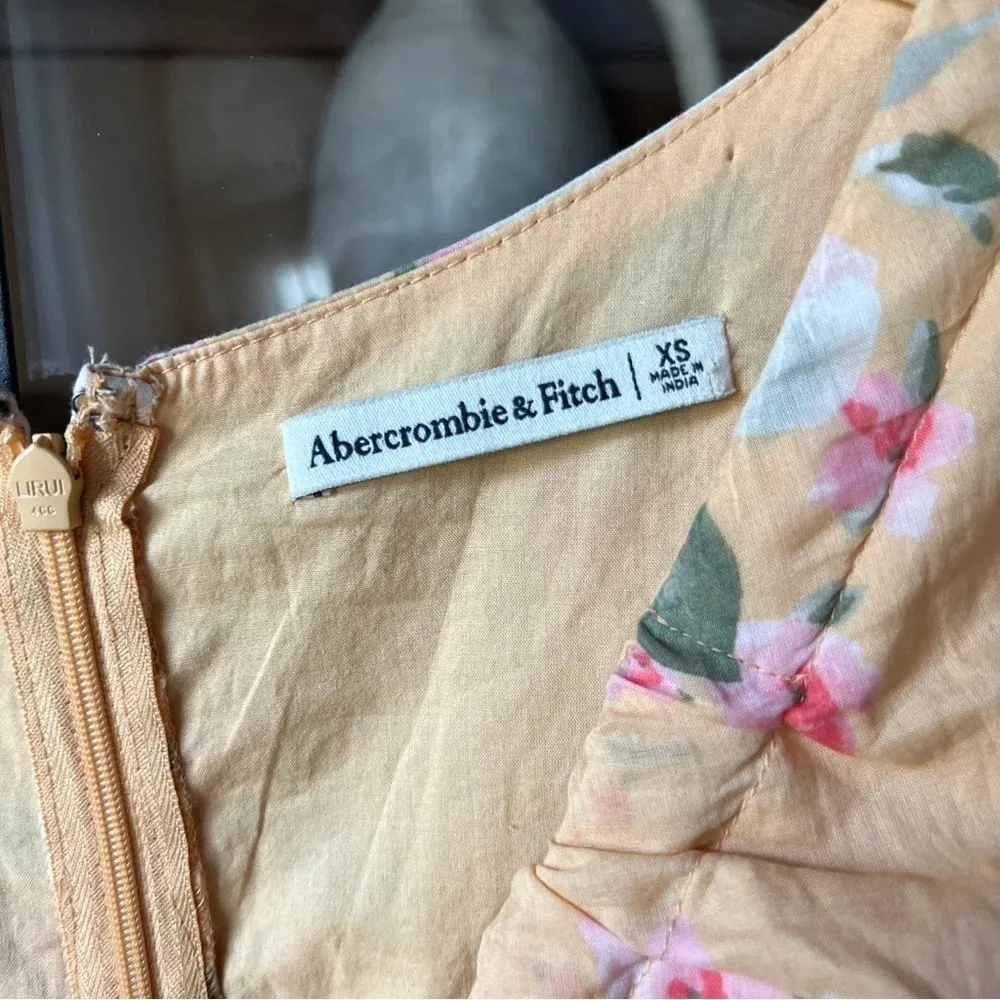 Abercrombie & Fitch | XS
MADE IN
INDIA
LIRUI